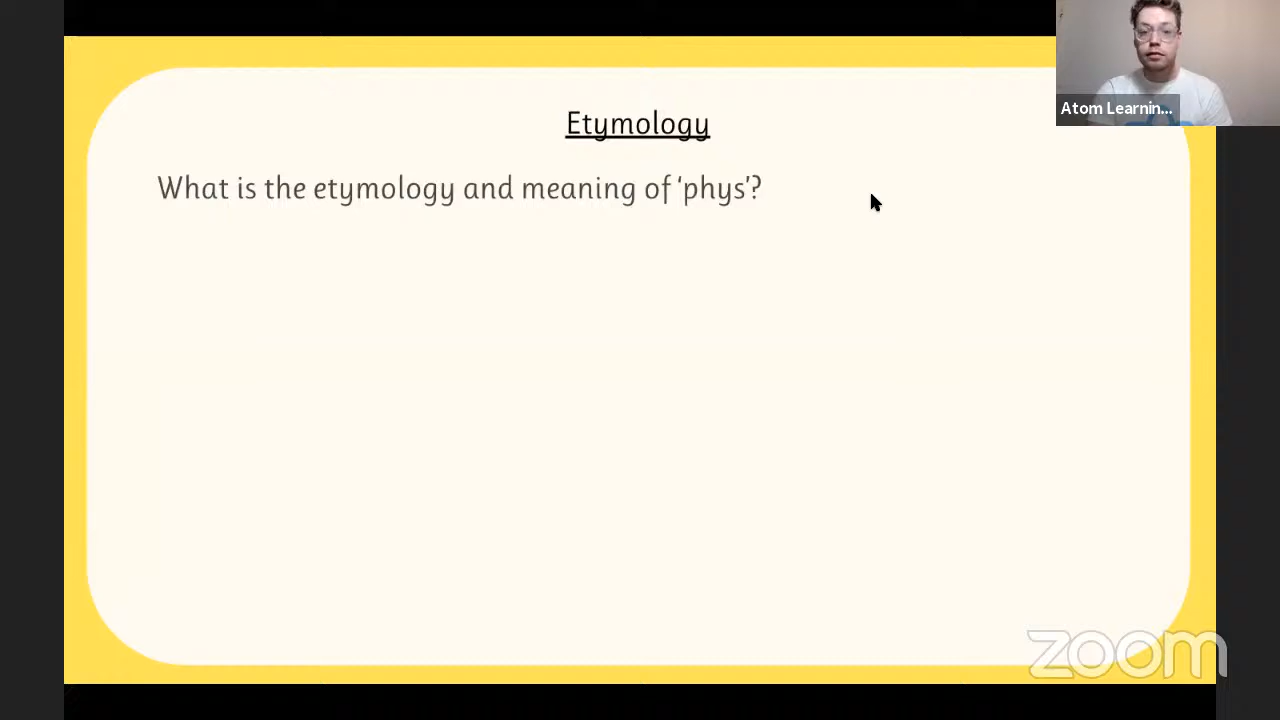 Etymology
What is the etymology and meaning of ‘phys’?
Atom Learnin...
zoom